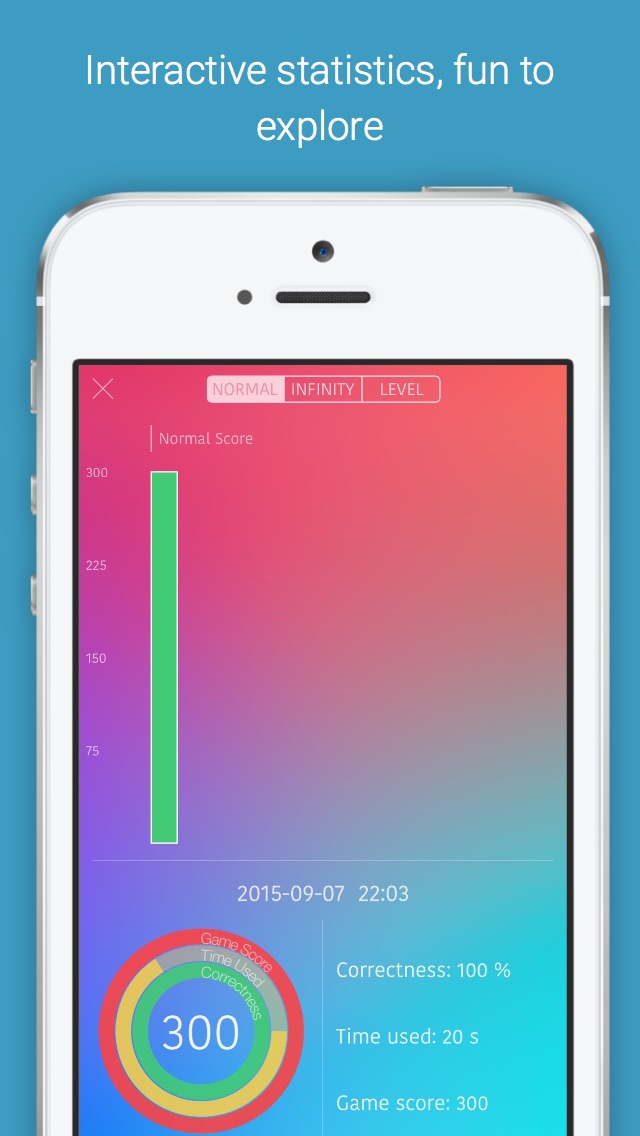 Interactive statistics, fun to
explore
NORMAL INFINITY LEVEL
Normal Score
300
225
150
75
2015-09-07 22:03
Game Score
Time Used
Correctness
300
Correctness: 100 %
Time used: 20 s
Game score: 300